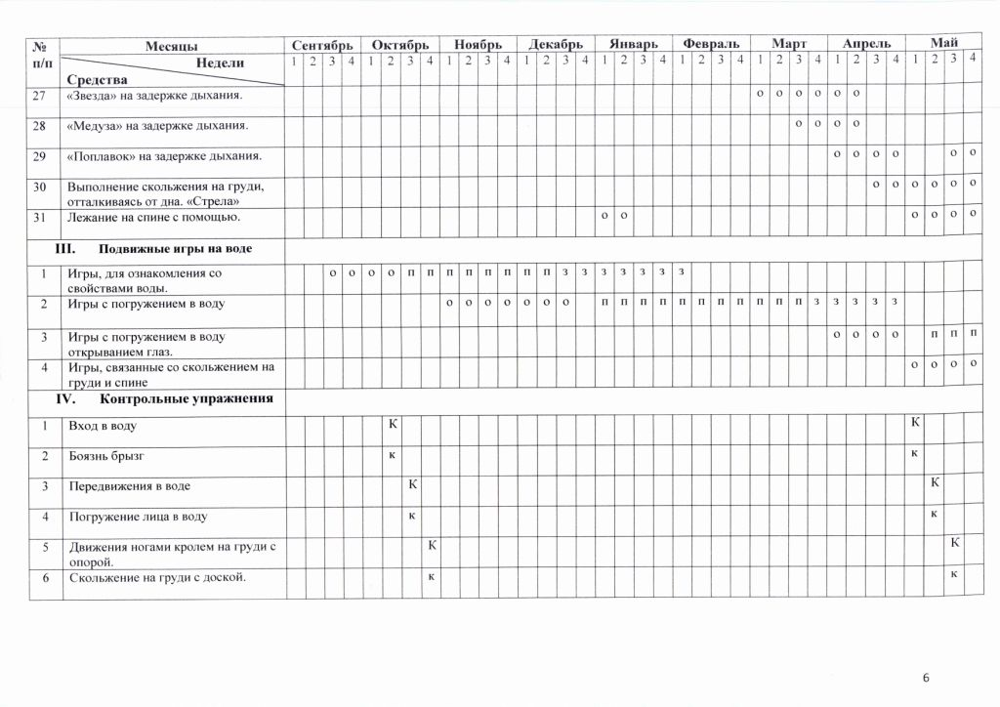 № Месяцы Сентябрь Октябрь Ноябрь Декабрь Январь Февраль Март Апрель Май
п/п Недели 1 2 3 4 1 2 3 4 1 2 3 4 1 2 3 4 1 2 3 4 1 2 3 4 1 2 3 4 1 2 3 4 1 2 3 4
Средства
27 «Звезда» на задержке дыхания. о о о о о о
28 «Медуза» на задержке дыхания. о о о о
29 «Поплавок» на задержке дыхания. о о о о о о
30 Выполнение скольжения на груди, о о о о о о
отталкиваясь от дна. «Стрела»
31 Лежание на спине с помощью. о о о о о о
III. Подвижные игры на воде
1 Игры, для ознакомления со о о о о п п п п п п п п з з з з з з з
свойствами воды.
2 Игры с погружением в воду о о о о о о о п п п п п п п п п п п з з з з з
3 Игры с погружением в воду о о о о п п п
открыванием глаз.
4 Игры, связанные со скольжением на о о о о
груди и спине
IV. Контрольные упражнения
1 Вход в воду К К
2 Боязнь брызг к к
3 Передвижения в воде К К
4 Погружение лица в воду к к
5 Движения ногами кролем на груди с К К
опорой.
6 Скольжение на груди с доской. к к
6